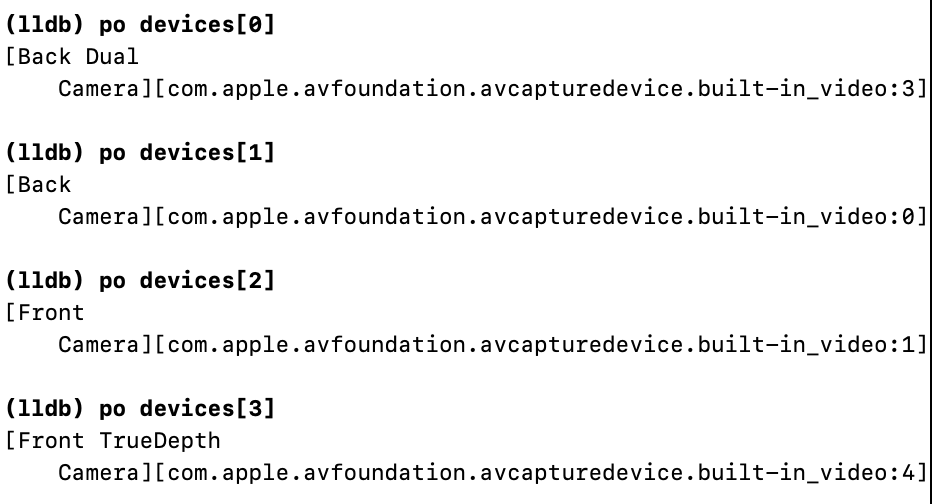 (lldb) po devices[0]
[Back Dual
Camera][com.apple.avfoundation.avcapturedevice.built-in_video:3]
(lldb) po devices[1]
[Back
Camera][com.apple.avfoundation.avcapturedevice.built-in_video:0]
(lldb) po devices[2]
[Front
Camera][com.apple.avfoundation.avcapturedevice.built-in_video:1]
(lldb) po devices[3]
[Front TrueDepth
Camera][com.apple.avfoundation.avcapturedevice.built-in_video:4]